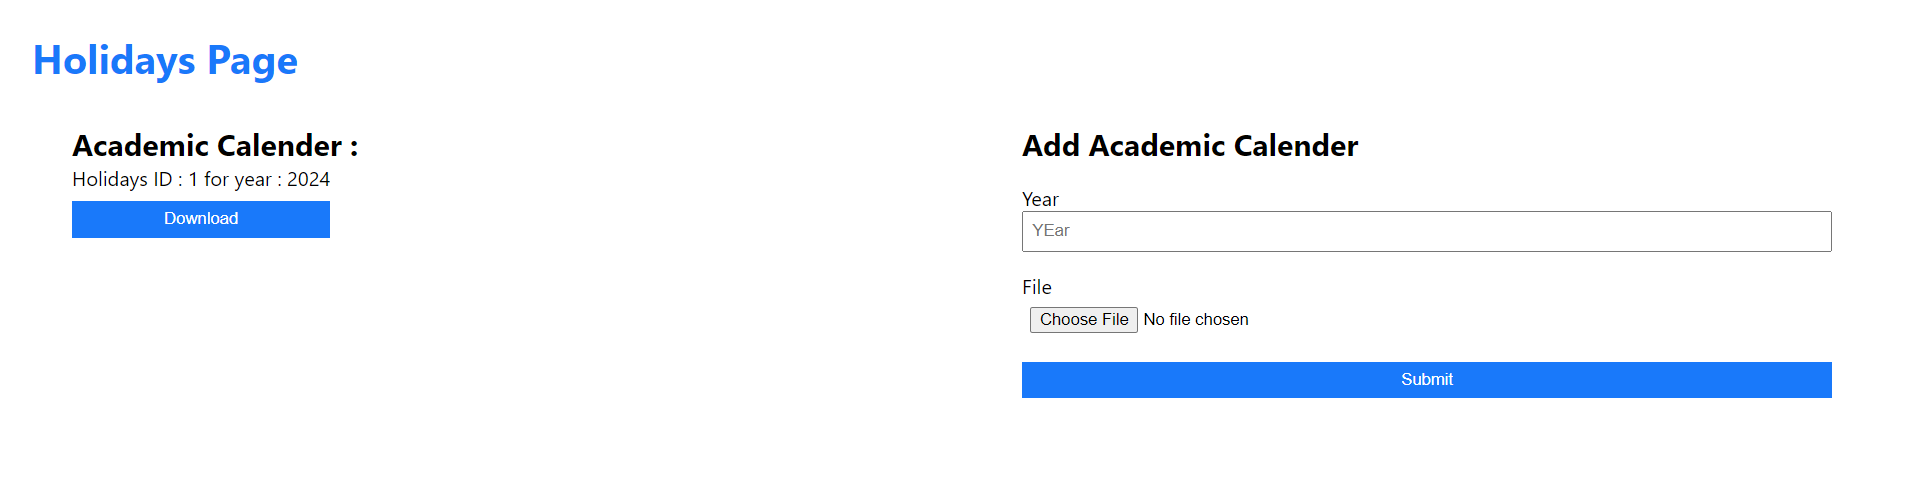 Holidays Page
Academic Calender :
Holidays ID : 1 for year : 2024
Download
Add Academic Calender
Year
YEar
File
Choose File No file chosen
Submit